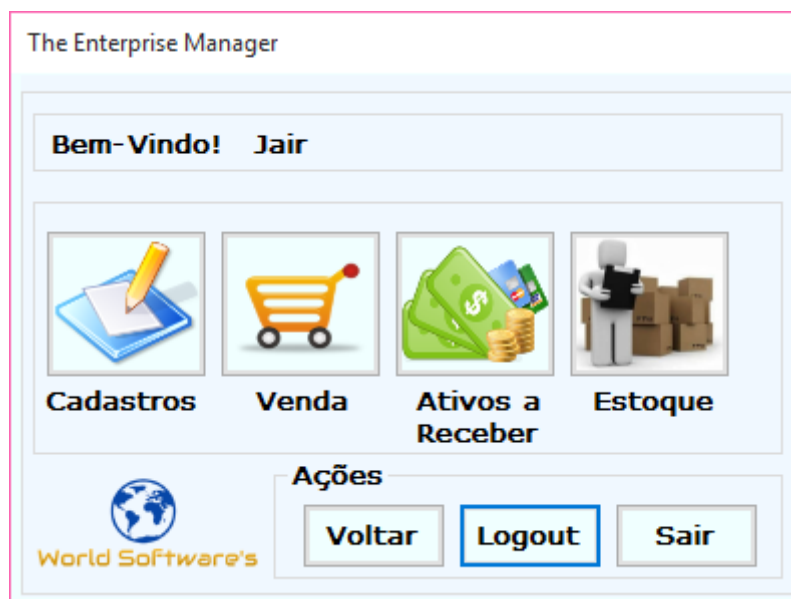 The Enterprise Manager
Bem-Vindo! Jair
Cadastros Venda Ativos a Receber Estoque
Ações
Voltar Logout Sair
World Software's